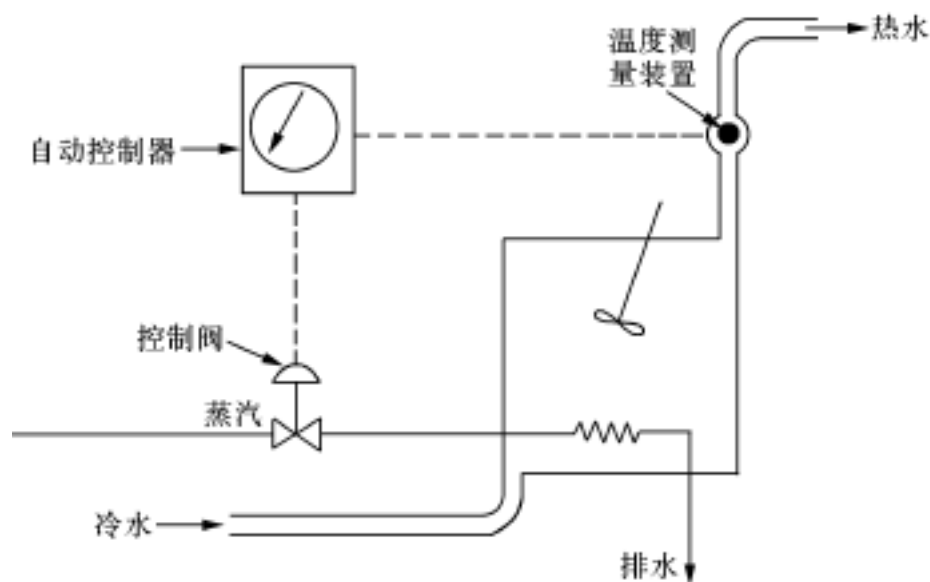 热水
温度测
量装置
自动控制器
控制阀
蒸汽
冷水
排水